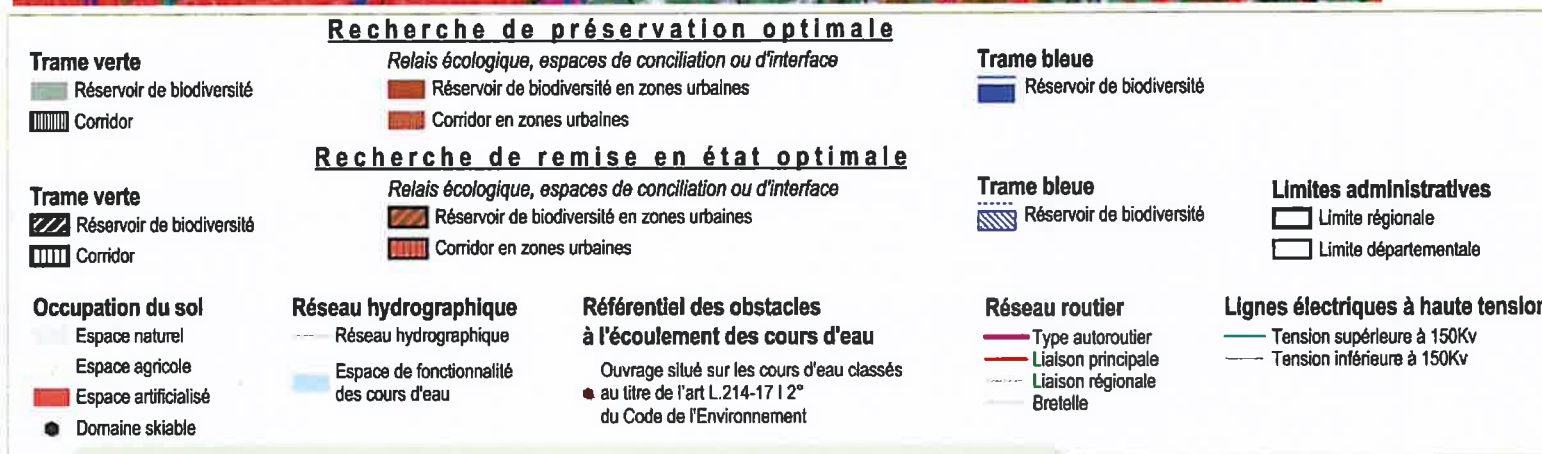 Recherche de préservation optimale
Trame verte
Réservoir de biodiversité
Corridor
Relais écologique, espaces de conciliation ou d'interface
Réservoir de biodiversité en zones urbaines
Corridor en zones urbaines
Trame bleue
Réservoir de biodiversité
Recherche de remise en état optimale
Trame verte
Réservoir de biodiversité
Corridor
Relais écologique, espaces de conciliation ou d'interface
Réservoir de biodiversité en zones urbaines
Corridor en zones urbaines
Trame bleue
Réservoir de biodiversité
Limites administratives
Limite régionale
Limite départementale
Occupation du sol
Espace naturel
Espace agricole
Espace artificialisé
Domaine skiable
Réseau hydrographique
Réseau hydrographique
Espace de fonctionnalité
des cours d'eau
Référentiel des obstacles
à l'écoulement des cours d'eau
Ouvrage situé sur les cours d'eau classés
au titre de l'art L.214-17 I 2°
du Code de l'Environnement
Réseau routier
Type autoroutier
Liaison principale
Liaison régionale
Bretelle
Lignes électriques à haute tension
Tension supérieure à 150Kv
Tension inférieure à 150Kv